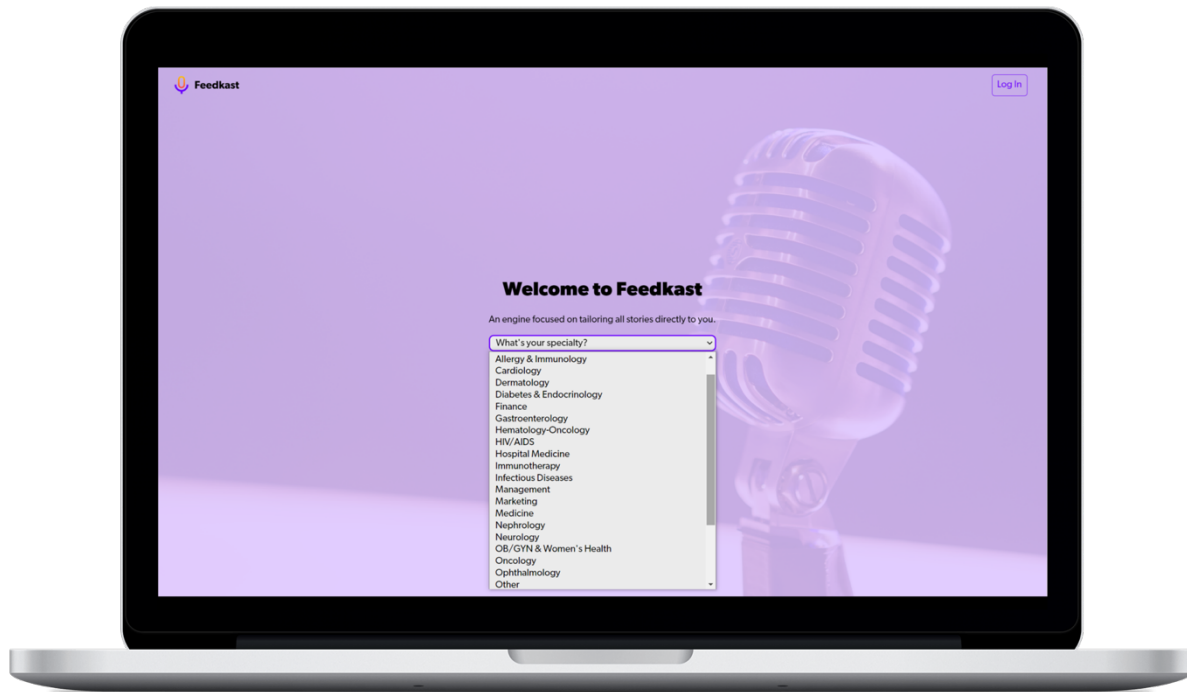 Feedkast
Log In
Welcome to Feedkast
An engine focused on tailoring all stories directly to you.
What's your specialty?
Allergy & Immunology
Cardiology
Dermatology
Diabetes & Endocrinology
Finance
Gastroenterology
Hematology-Oncology
HIV/AIDS
Hospital Medicine
Immunotherapy
Infectious Diseases
Management
Marketing
Medicine
Nephrology
Neurology
OB/GYN & Women's Health
Oncology
Ophthalmology
Other